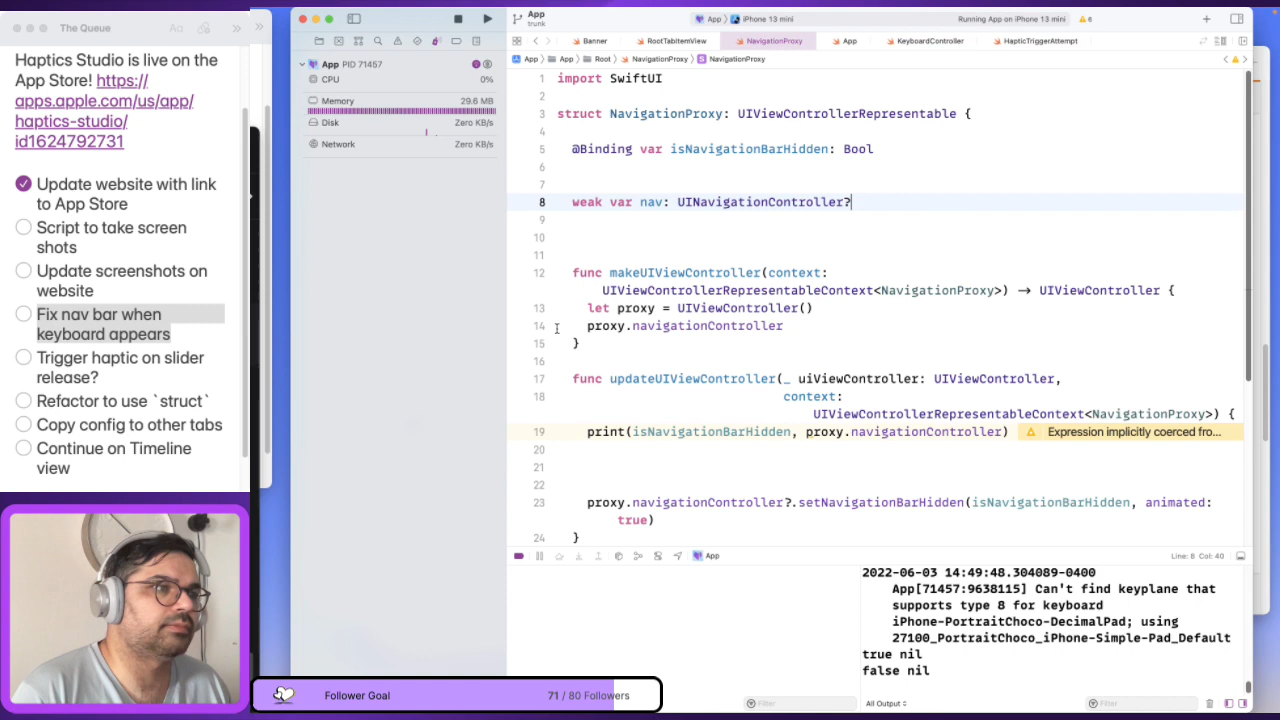 The Queue
Haptics Studio is live on the
App Store! https://
apps.apple.com/us/app/
haptics-studio/
id1624792731
Update website with link
to App Store
Script to take screen
shots
Update screenshots on
website
Fix nav bar when
keyboard appears
Trigger haptic on slider
release?
Refactor to use `struct`
Copy config to other tabs
Continue on Timeline
view
App
trunk
App
iPhone 13 mini
Running App on iPhone 13 mini
6
Banner
RootTabItemView
NavigationProxy
App
KeyboardController
HapticTriggerAttempt
App
App
Root
NavigationProxy
NavigationProxy
App PID 71457
CPU 0%
Memory 29.6 MB
Disk Zero KB/s
Network Zero KB/s
1 import SwiftUI
2
3 struct NavigationProxy: UIViewControllerRepresentable {
4
5 @Binding var isNavigationBarHidden: Bool
6
7
8 weak var nav: UINavigationController?
9
10
11
12 func makeUIViewController(context:
UIViewControllerRepresentableContext<NavigationProxy>) -> UIViewController {
13 let proxy = UIViewController()
14 proxy.navigationController
15 }
16
17 func updateUIViewController(_ uiViewController: UIViewController,
18 context:
UIViewControllerRepresentableContext<NavigationProxy>) {
19 print(isNavigationBarHidden, proxy.navigationController) Expression implicitly coerced fro…
20
21
22
23 proxy.navigationController?.setNavigationBarHidden(isNavigationBarHidden, animated:
true)
24 }
App
Line: 8 Col: 40
2022-06-03 14:49:48.304089-0400
App[71457:9638115] Can't find keyplane that
supports type 8 for keyboard
iPhone-PortraitChoco-DecimalPad; using
27100_PortraitChoco_iPhone-Simple-Pad_Default
true nil
false nil
Filter
All Output
Filter
Follower Goal
71 / 80 Followers